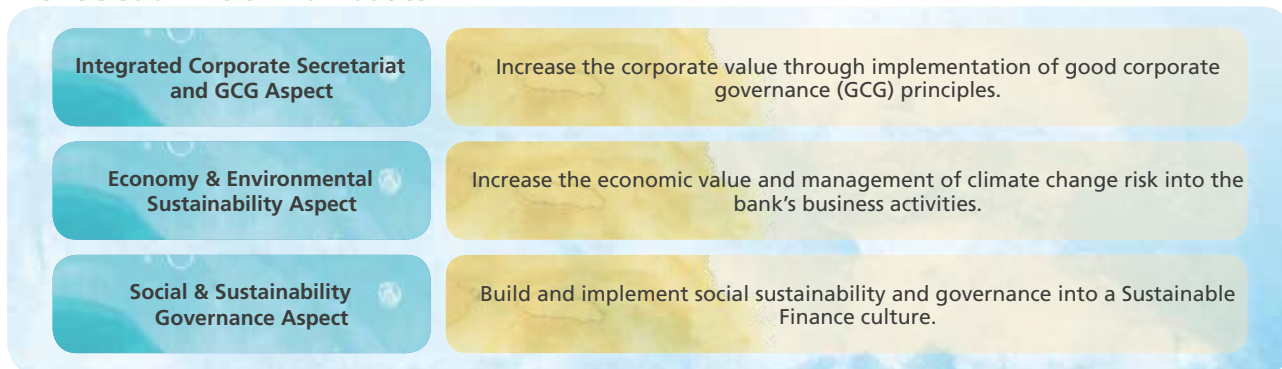 Integrated Corporate Secretariat
and GCG Aspect
Increase the corporate value through implementation of good corporate
governance (GCG) principles.
Economy & Environmental
Sustainability Aspect
Increase the economic value and management of climate change risk into the
bank's business activities.
Social & Sustainability
Governance Aspect
Build and implement social sustainability and governance into a Sustainable
Finance culture.